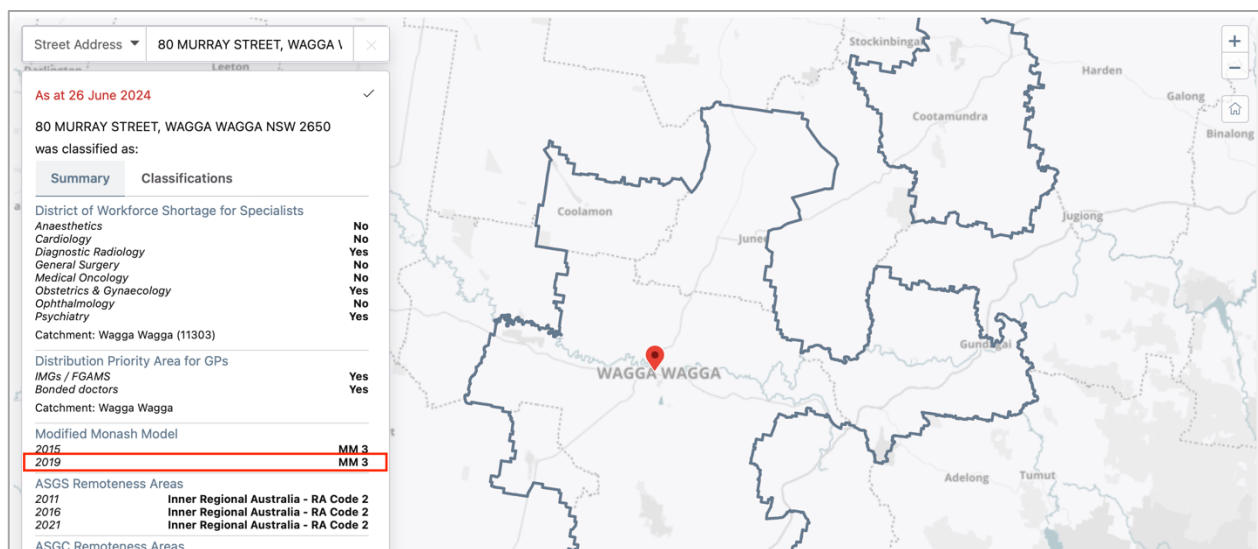 Street Address
80 MURRAY STREET, WAGGA
As at 26 June 2024
80 MURRAY STREET, WAGGA WAGGA NSW 2650
was classified as:
Summary Classifications
District of Workforce Shortage for Specialists
Anaesthetics No
Cardiology No
Diagnostic Radiology Yes
General Surgery No
Medical Oncology No
Obstetrics & Gynaecology Yes
Ophthalmology No
Psychiatry Yes
Catchment: Wagga Wagga (11303)
Distribution Priority Area for GPs
IMGs / FGAMS Yes
Bonded doctors Yes
Catchment: Wagga Wagga
Modified Monash Model
2015 MM 3
2019 MM 3
ASGS Remoteness Areas
2011 Inner Regional Australia - RA Code 2
2016 Inner Regional Australia - RA Code 2
2021 Inner Regional Australia - RA Code 2
ASGC Remoteness Areas
Leeton
Stockinbingal
Harden
Galong
Cootamundra
Binalong
Coolamon
Jugiong
Junee
Gundagai
WAGGA WAGGA
Adelong
Tumut
+
−